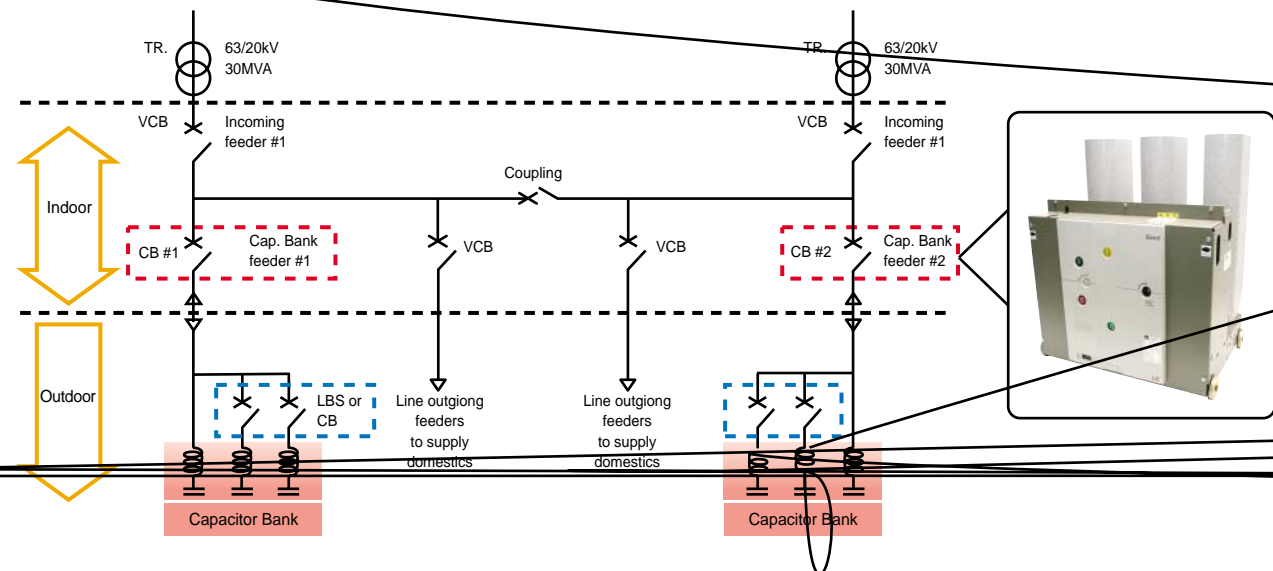 TR.
63/20kV
30MVA
TR.
63/20kV
30MVA
VCB
Incoming
feeder #1
VCB
Incoming
feeder #1
Coupling
Indoor
CB #1
Cap. Bank
feeder #1
VCB
VCB
CB #2
Cap. Bank
feeder #2
Outdoor
LBS or
CB
Line outgiong
feeders
to supply
domestics
Line outgiong
feeders
to supply
domestics
Capacitor Bank
Capacitor Bank